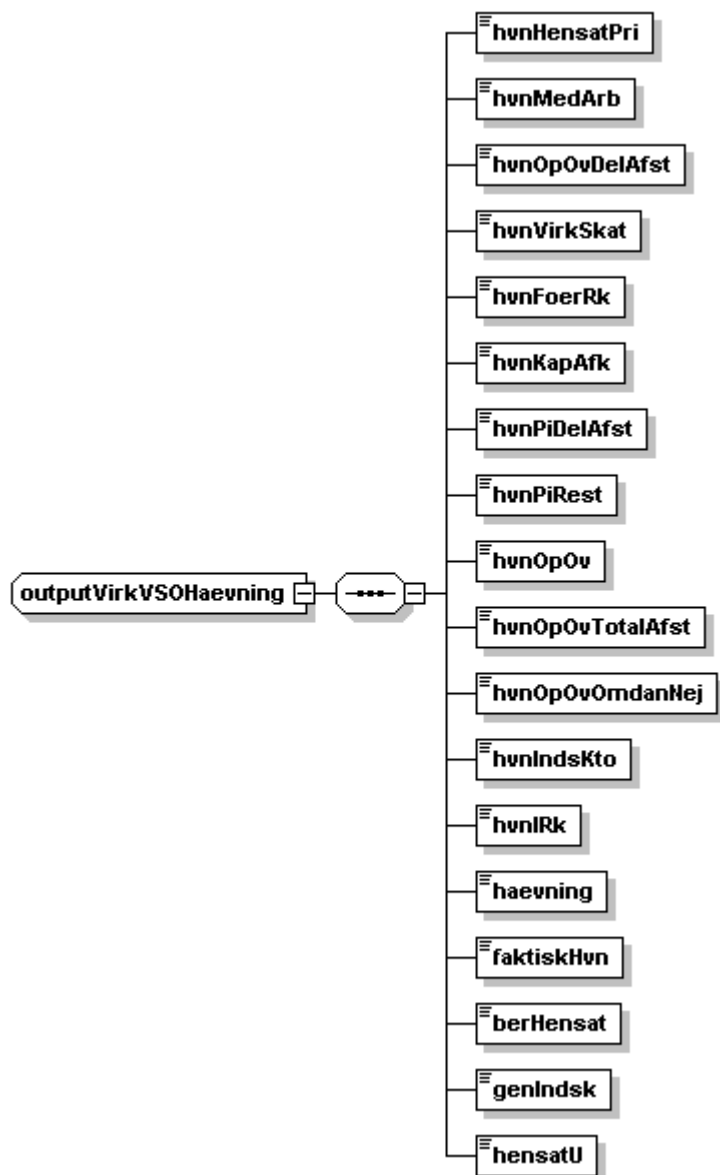 hvnHensatPri
hvnMedArb
hvnOpOvDelAfst
hvnVirkSkat
hvnFoerRk
hvnKapAfk
hvnPiDelAfst
hvnPiRest
hvnOpOv
outputVirkVSOHaevning
hvnOpOvTotalAfst
hvnOpOvOmdanNej
hvnIndsKto
hvnIRk
haevning
faktiskHvn
berHensat
genIndsk
hensatU